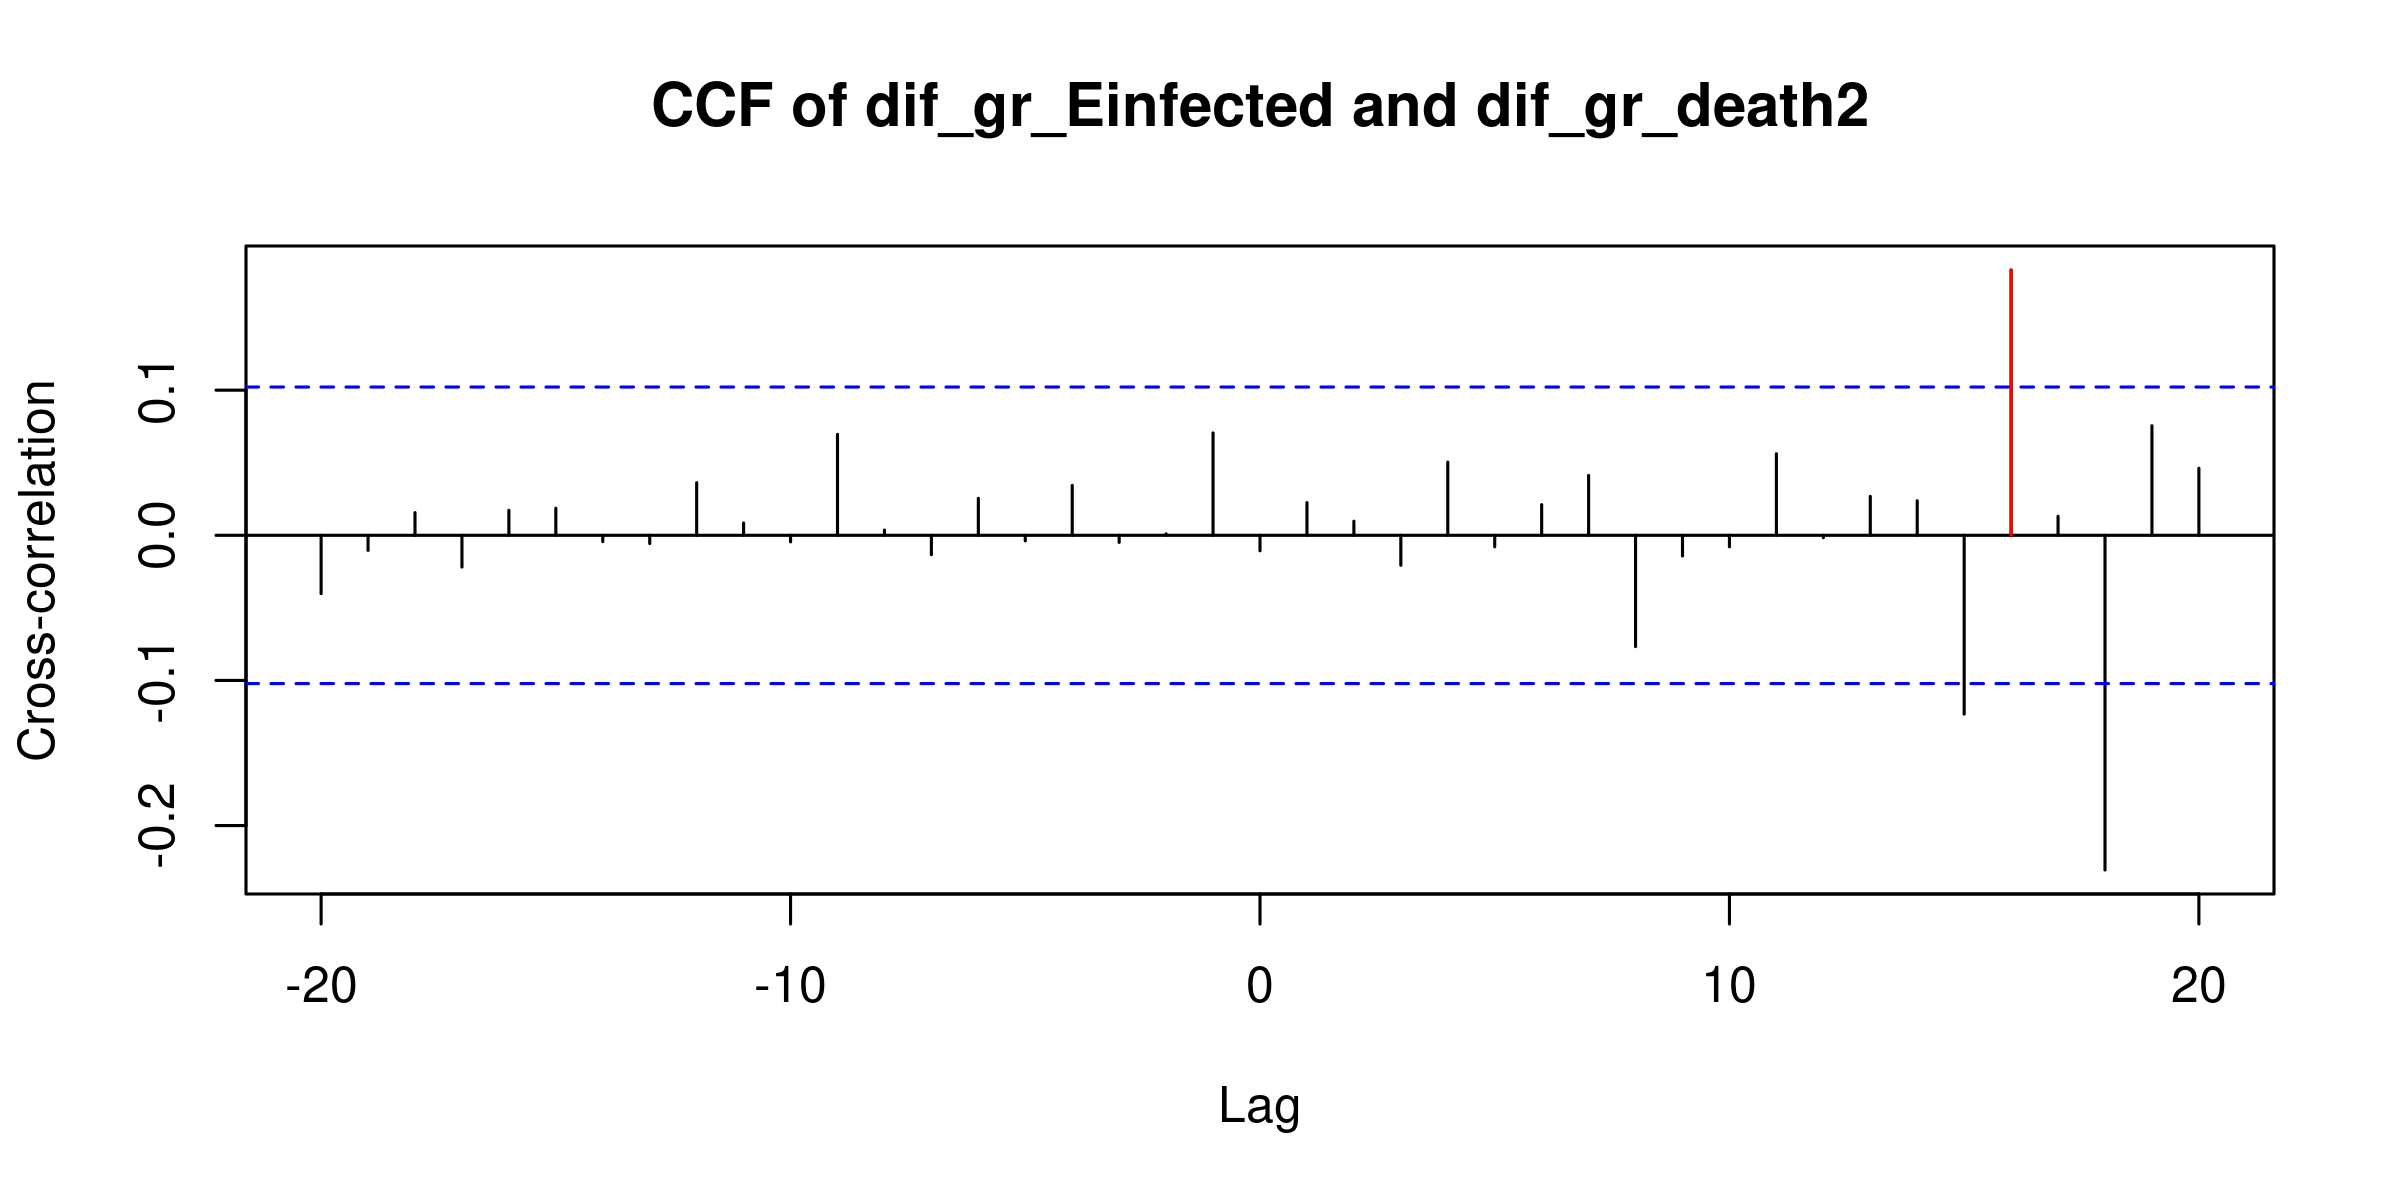 CCF of dif_gr_Einfected and dif_gr_death2
Cross-correlation
0.1
0.0
-0.1
-0.2
-20 -10 0 10 20
Lag